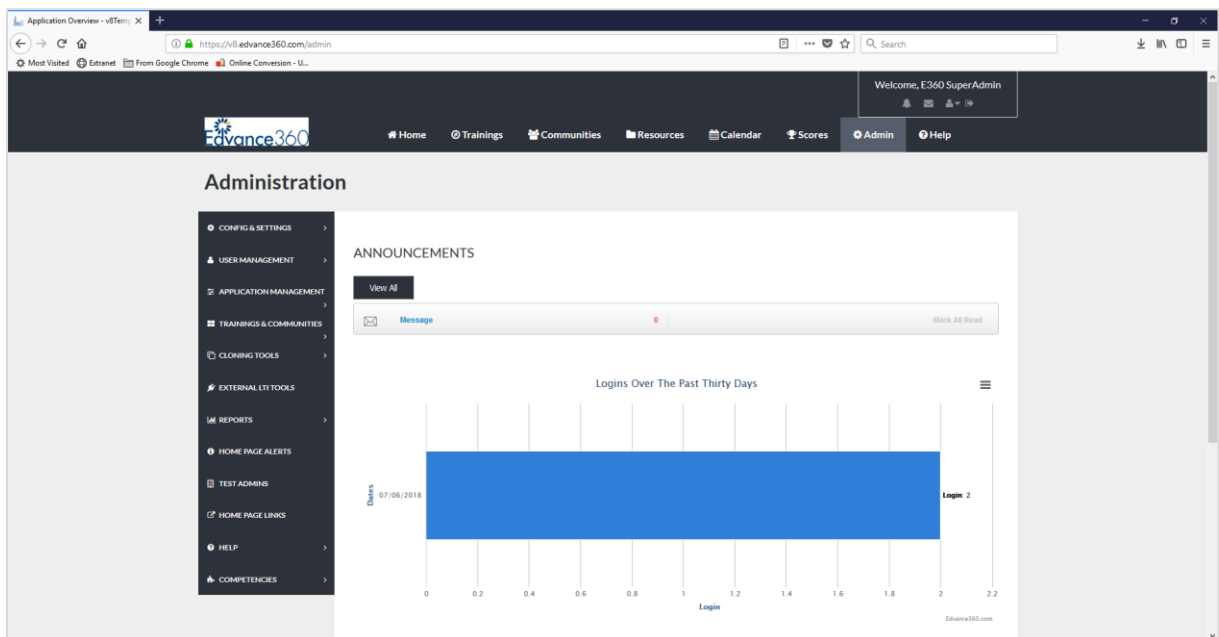 Application Overview - v8Temp
https://v8.edvance360.com/admin
Search
Most Visited Extranet From Google Chrome Online Conversion - U...
Welcome, E360 SuperAdmin
Edvance360
Home Trainings Communities Resources Calendar Scores Admin Help
Administration
CONFIG & SETTINGS
USER MANAGEMENT
APPLICATION MANAGEMENT
TRAININGS & COMMUNITIES
CLONING TOOLS
EXTERNAL LTI TOOLS
REPORTS
HOME PAGE ALERTS
TEST ADMINS
HOME PAGE LINKS
HELP
COMPETENCIES
ANNOUNCEMENTS
View All
Message 0 Mark All Read
Logins Over The Past Thirty Days
Dates
07/06/2018
Login: 2
0 0.2 0.4 0.6 0.8 1 1.2 1.4 1.6 1.8 2 2.2
Login
Edvance360.com